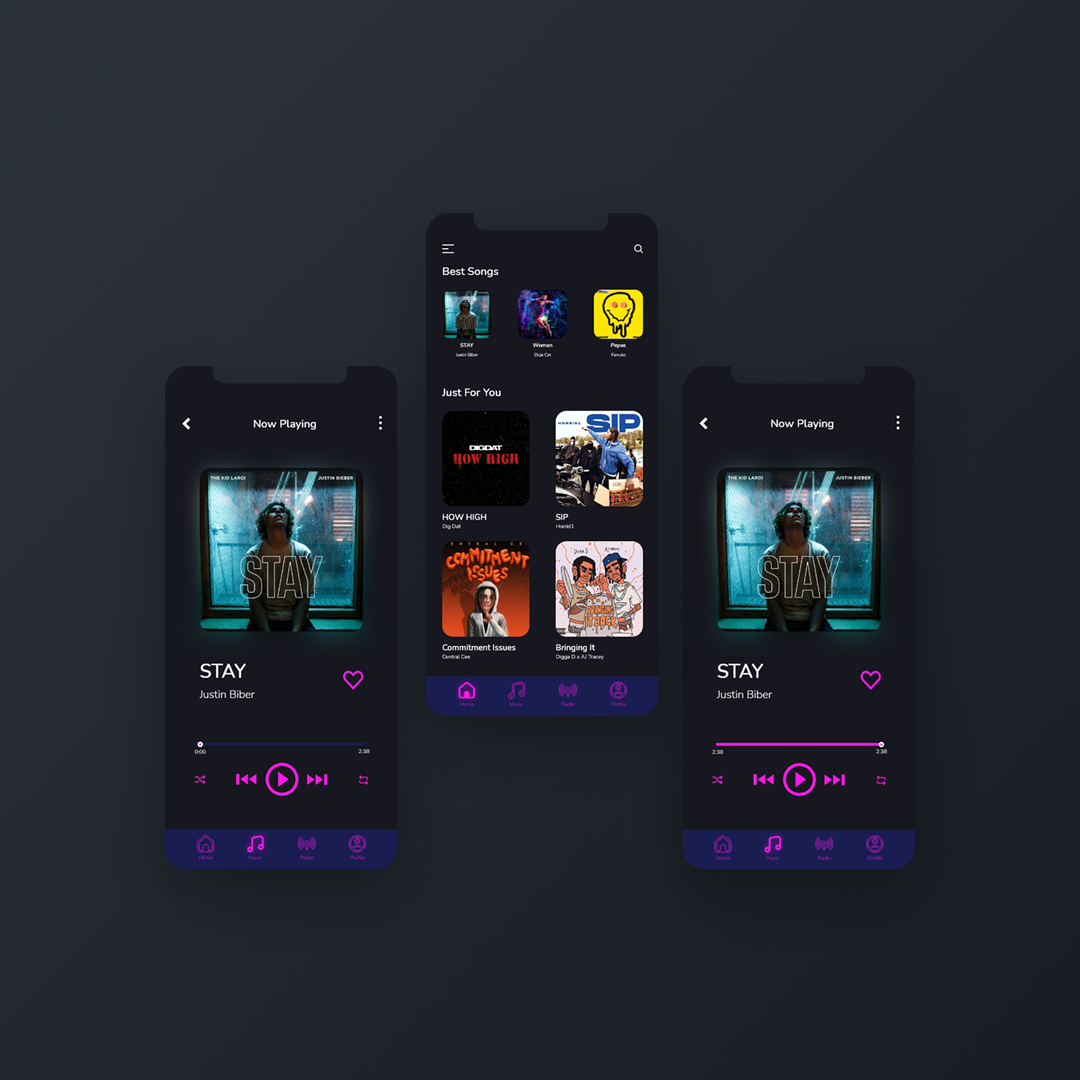 Now Playing
THE KID LAROI
JUSTIN BIEBER
STAY
STAY
Justin Biber
0:00
2:38
Home
Music
Radio
Profile
Best Songs
STAY
Justin Biber
Woman
Doja Cat
Pepas
Farruko
Just For You
DIGDAT
HOW HIGH
HOW HIGH
Dig Dat
HORRID1
SIP
SIP
Horrid1
CENTRAL CEE
COMMITMENT
ISSUES
Commitment Issues
Central Cee
BRINGING
IT BACK
Bringing It
Digga D x AJ Tracey
Home
Music
Radio
Profile
Now Playing
THE KID LAROI
JUSTIN BIEBER
STAY
STAY
Justin Biber
2:38
2:38
Home
Music
Radio
Profile